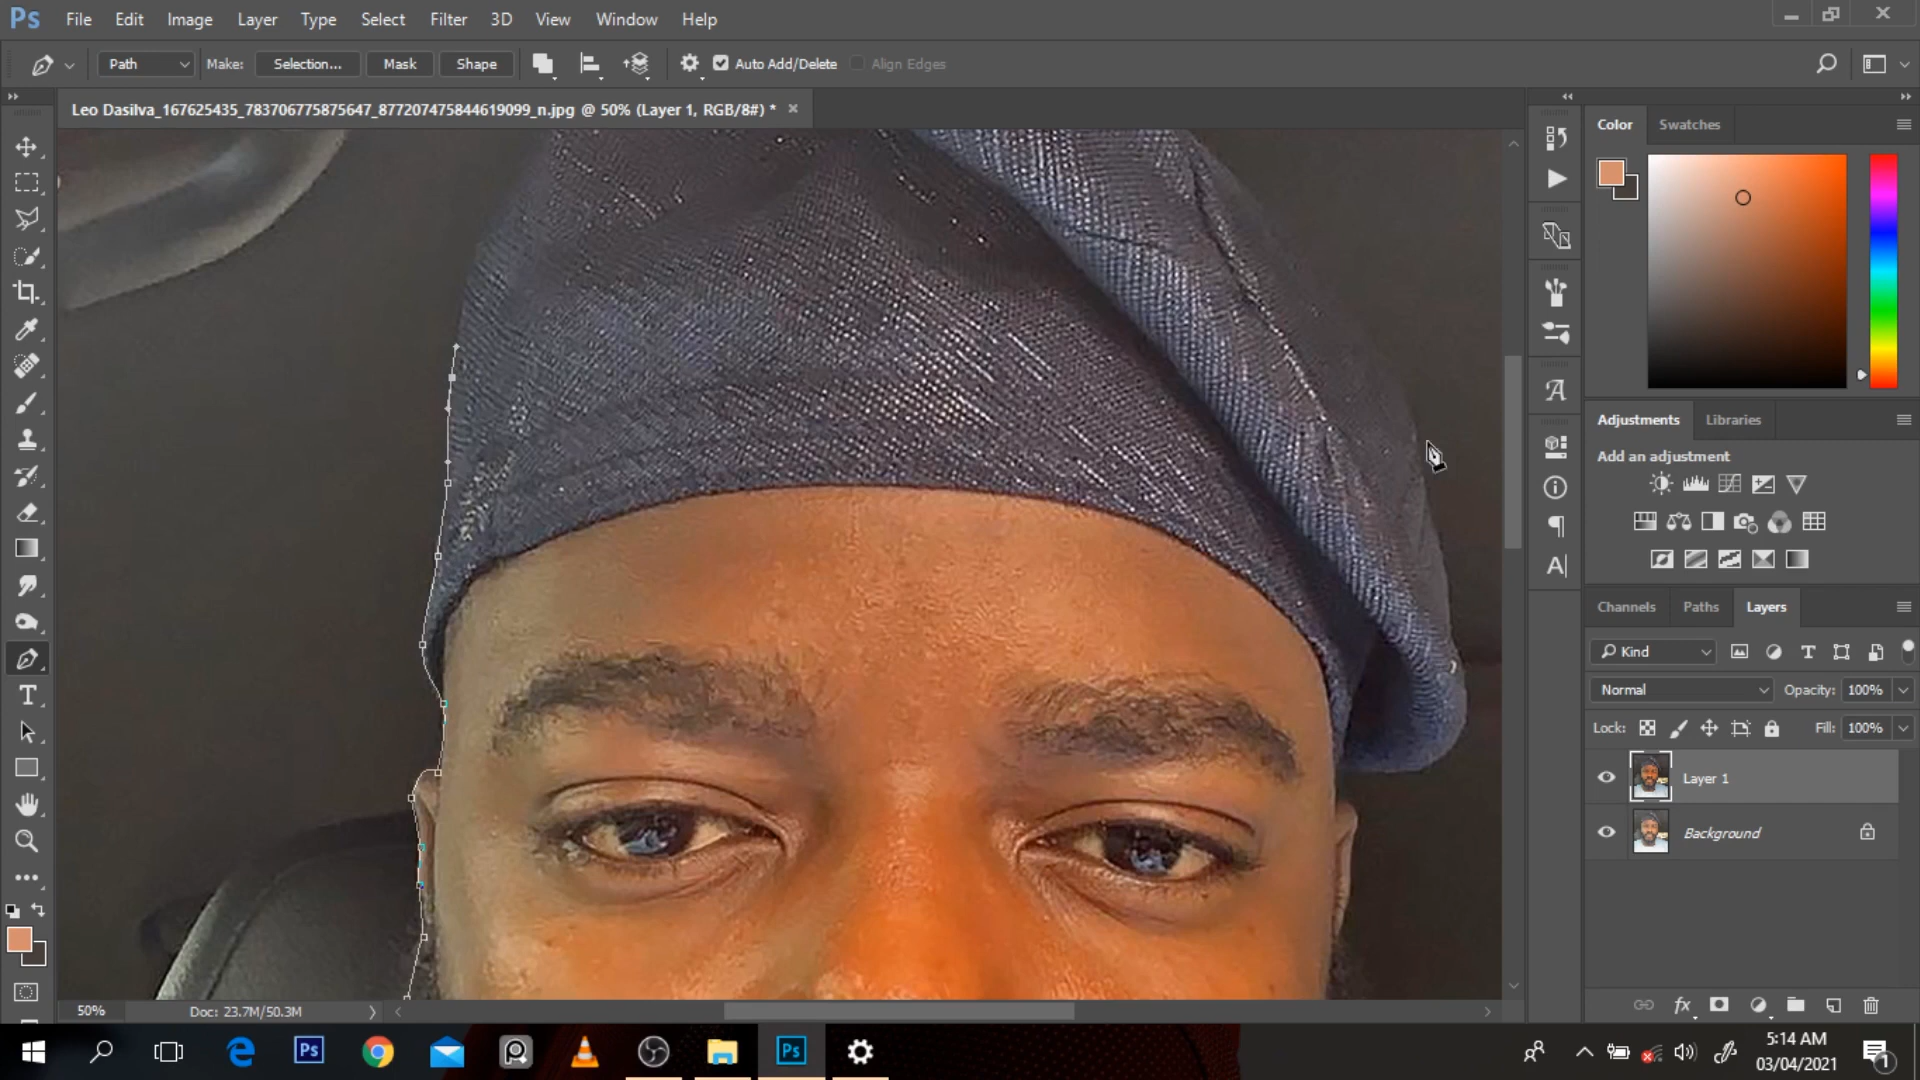 Ps File Edit Image Layer Type Select Filter 3D View Window Help
Path Make: Selection... Mask Shape Auto Add/Delete Align Edges
Leo Dasilva_167625435_783706775875647_877207475844619099_n.jpg @ 50% (Layer 1, RGB/8#) *
Color Swatches
Adjustments Libraries
Add an adjustment
Channels Paths Layers
Kind
Normal Opacity: 100%
Lock: Fill: 100%
Layer 1
Background
50% Doc: 23.7M/50.3M
Ps Ps
5:14 AM
03/04/2021
1